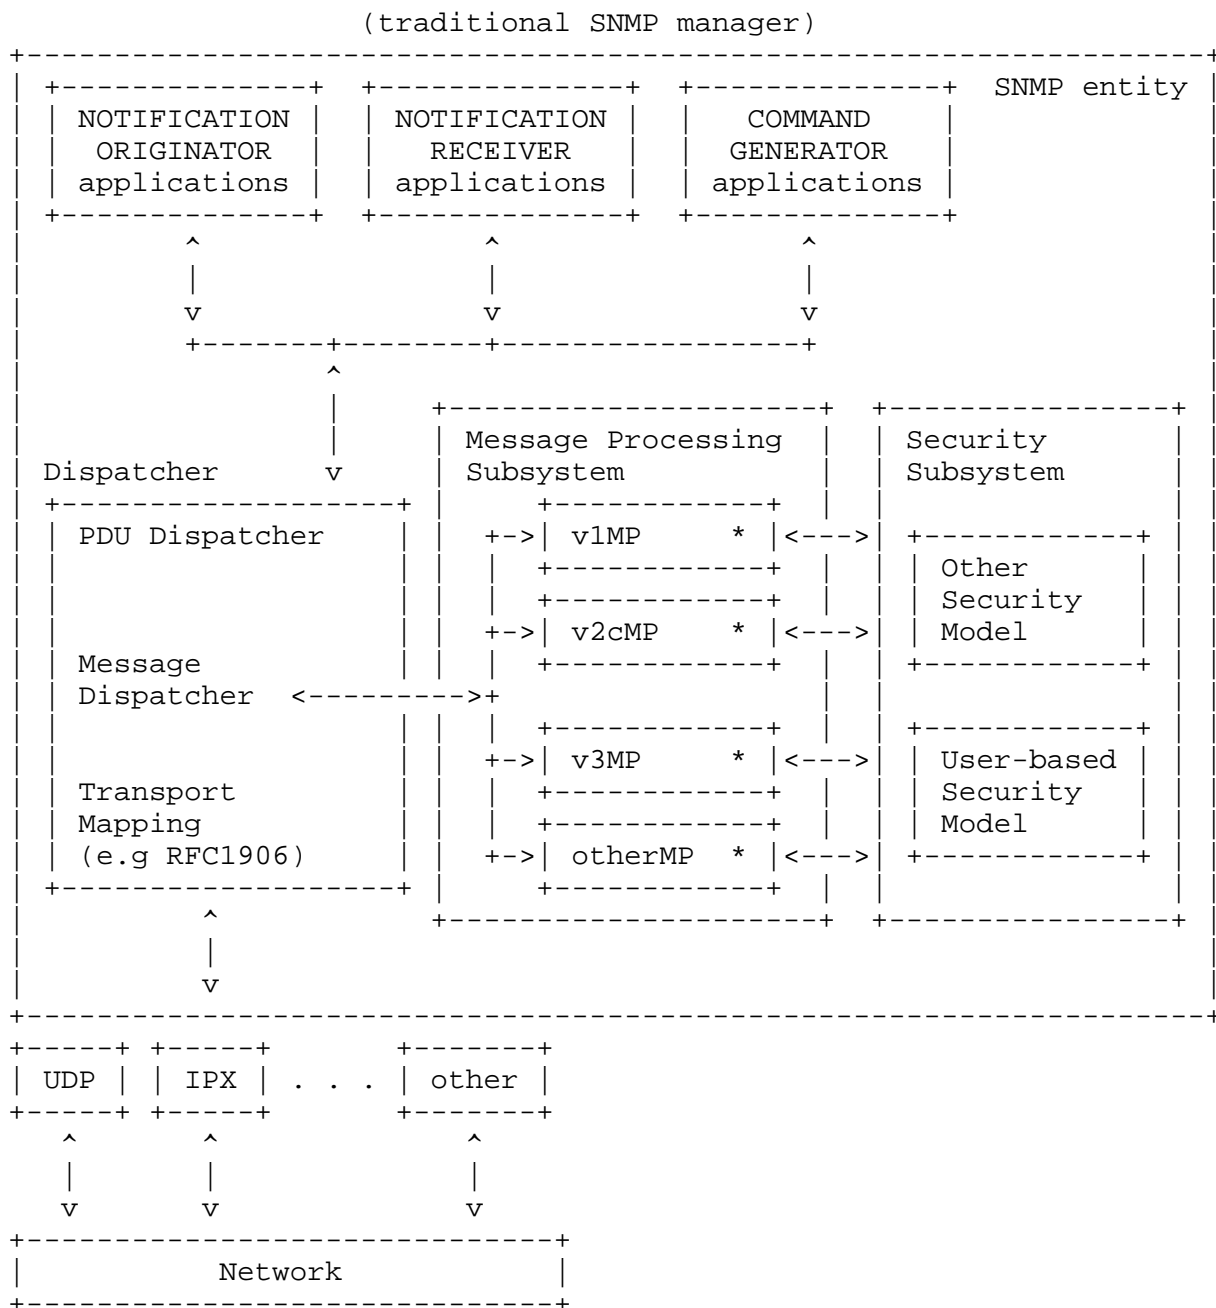 (traditional SNMP manager)
SNMP entity
NOTIFICATION NOTIFICATION COMMAND
ORIGINATOR RECEIVER GENERATOR
applications applications applications
Message Processing Security
Dispatcher Subsystem Subsystem
PDU Dispatcher v1MP *
Other
Security
v2cMP * Model
Message
Dispatcher
v3MP * User-based
Transport Security
Mapping Model
(e.g RFC1906) otherMP *
UDP IPX . . . other
Network